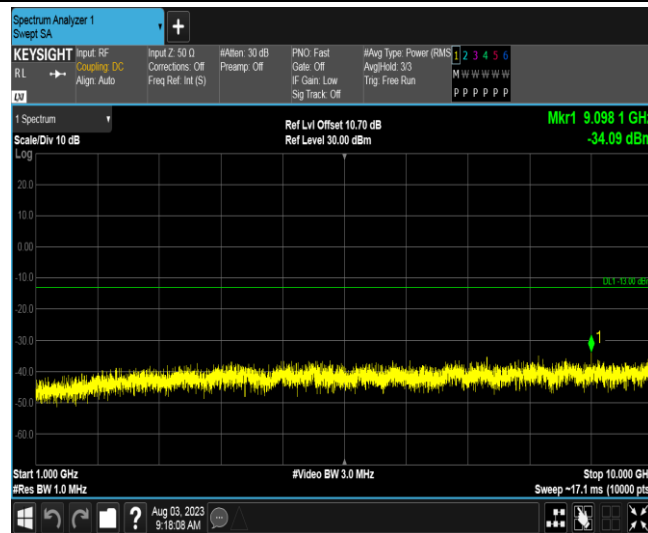 Spectrum Analyzer 1
Swept SA
KEYSIGHT
RL
LXI
Input: RF
Coupling: DC
Align: Auto
Input Z: 50 Ω
Corrections: Off
Freq Ref: Int (S)
#Atten: 30 dB
Preamp: Off
PNO: Fast
Gate: Off
IF Gain: Low
Sig Track: Off
#Avg Type: Power (RMS
Avg|Hold: 3/3
Trig: Free Run
1 2 3 4 5 6
M W W W W W
P P P P P P
1 Spectrum
Scale/Div 10 dB
Ref Lvl Offset 10.70 dB
Ref Level 30.00 dBm
Mkr1 9.098 1 GHz
-34.09 dBm
Log
20.0
10.0
0.00
-10.0
DL1 -13.00 dBm
-20.0
-30.0
1
-40.0
-50.0
-60.0
Start 1.000 GHz
#Video BW 3.0 MHz
Stop 10.000 GH
#Res BW 1.0 MHz
Sweep ~17.1 ms (10000 pts
?
Aug 03, 2023
9:18:08 AM